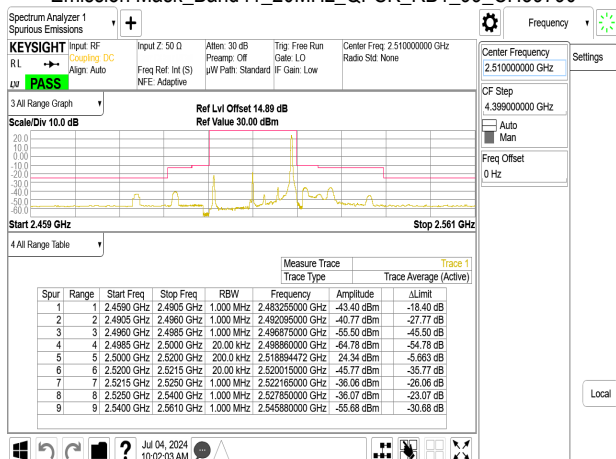 Spectrum Analyzer 1
Spurious Emissions
Frequency
KEYSIGHT
Input: RF
Input Z: 50 Ω
Atten: 30 dB
Trig: Free Run
Center Freq: 2.510000000 GHz
RL
Coupling: DC
Preamp: Off
Gate: LO
Radio Std: None
Align: Auto
Freq Ref: Int (S)
µW Path: Standard
IF Gain: Low
NFE: Adaptive
PASS
Center Frequency
Settings
2.510000000 GHz
CF Step
4.399000000 GHz
Auto
Man
Freq Offset
0 Hz
3 All Range Graph
Ref Lvl Offset 14.89 dB
Scale/Div 10.0 dB
Ref Value 30.00 dBm
20.0
10.0
0.00
-10.0
-20.0
-30.0
-40.0
-50.0
-60.0
Start 2.459 GHz
Stop 2.561 GHz
4 All Range Table
Measure Trace Trace 1
Trace Type Trace Average (Active)
Spur Range Start Freq Stop Freq RBW Frequency Amplitude ΔLimit
1 1 2.4590 GHz 2.4905 GHz 1.000 MHz 2.483255000 GHz -43.40 dBm -18.40 dB
2 2 2.4905 GHz 2.4960 GHz 1.000 MHz 2.492095000 GHz -40.77 dBm -27.77 dB
3 3 2.4960 GHz 2.4985 GHz 1.000 MHz 2.496875000 GHz -55.50 dBm -45.50 dB
4 4 2.4985 GHz 2.5000 GHz 20.00 kHz 2.498860000 GHz -64.78 dBm -54.78 dB
5 5 2.5000 GHz 2.5200 GHz 200.0 kHz 2.518894472 GHz 24.34 dBm -5.663 dB
6 6 2.5200 GHz 2.5215 GHz 20.00 kHz 2.520015000 GHz -45.77 dBm -35.77 dB
7 7 2.5215 GHz 2.5250 GHz 1.000 MHz 2.522165000 GHz -36.06 dBm -26.06 dB
8 8 2.5250 GHz 2.5400 GHz 1.000 MHz 2.527850000 GHz -36.07 dBm -23.07 dB
9 9 2.5400 GHz 2.5610 GHz 1.000 MHz 2.545880000 GHz -55.68 dBm -30.68 dB
Local
Jul 04, 2024
10:02:03 AM